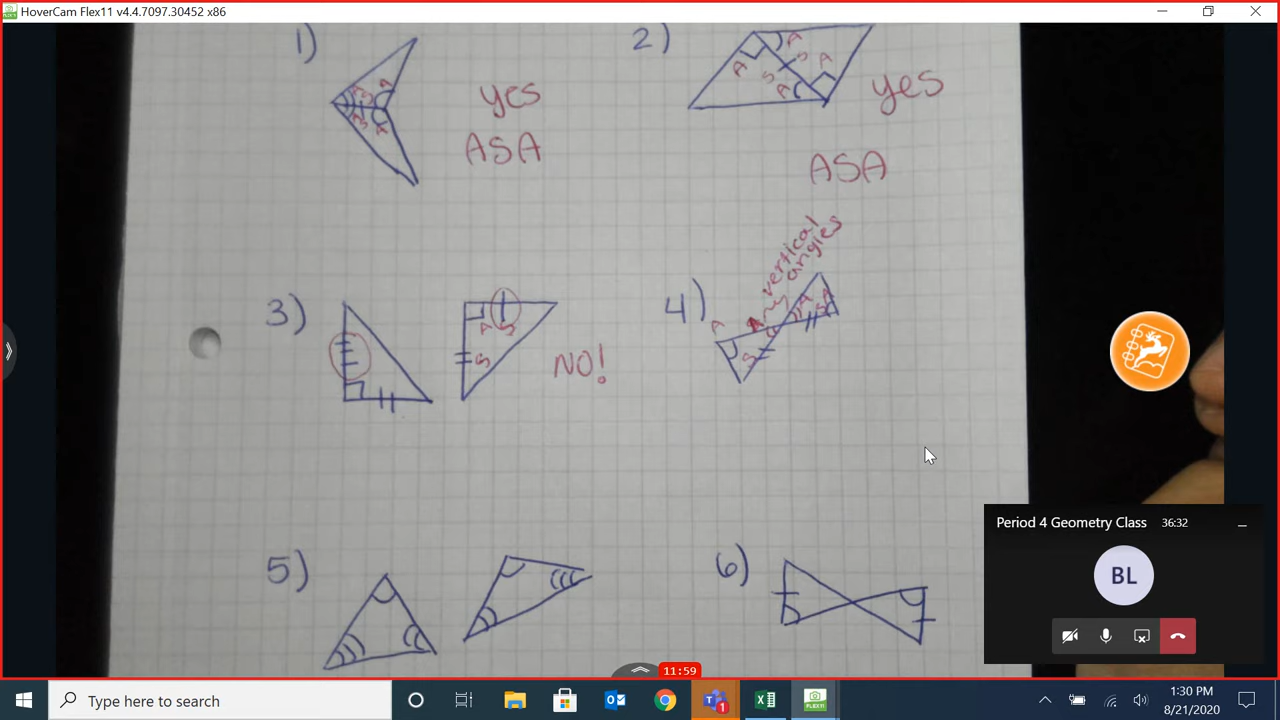 HoverCam Flex11 v4.4.7097.30452 x86
1)
yes
ASA
2)
A
A
S
S
A
A
yes
ASA
3)
A S
S
NO!
4)
vertical
angles
A
A
S
A
S
A
Period 4 Geometry Class
36:32
BL
5)
6)
11:59
Type here to search
1
1:30 PM
8/21/2020